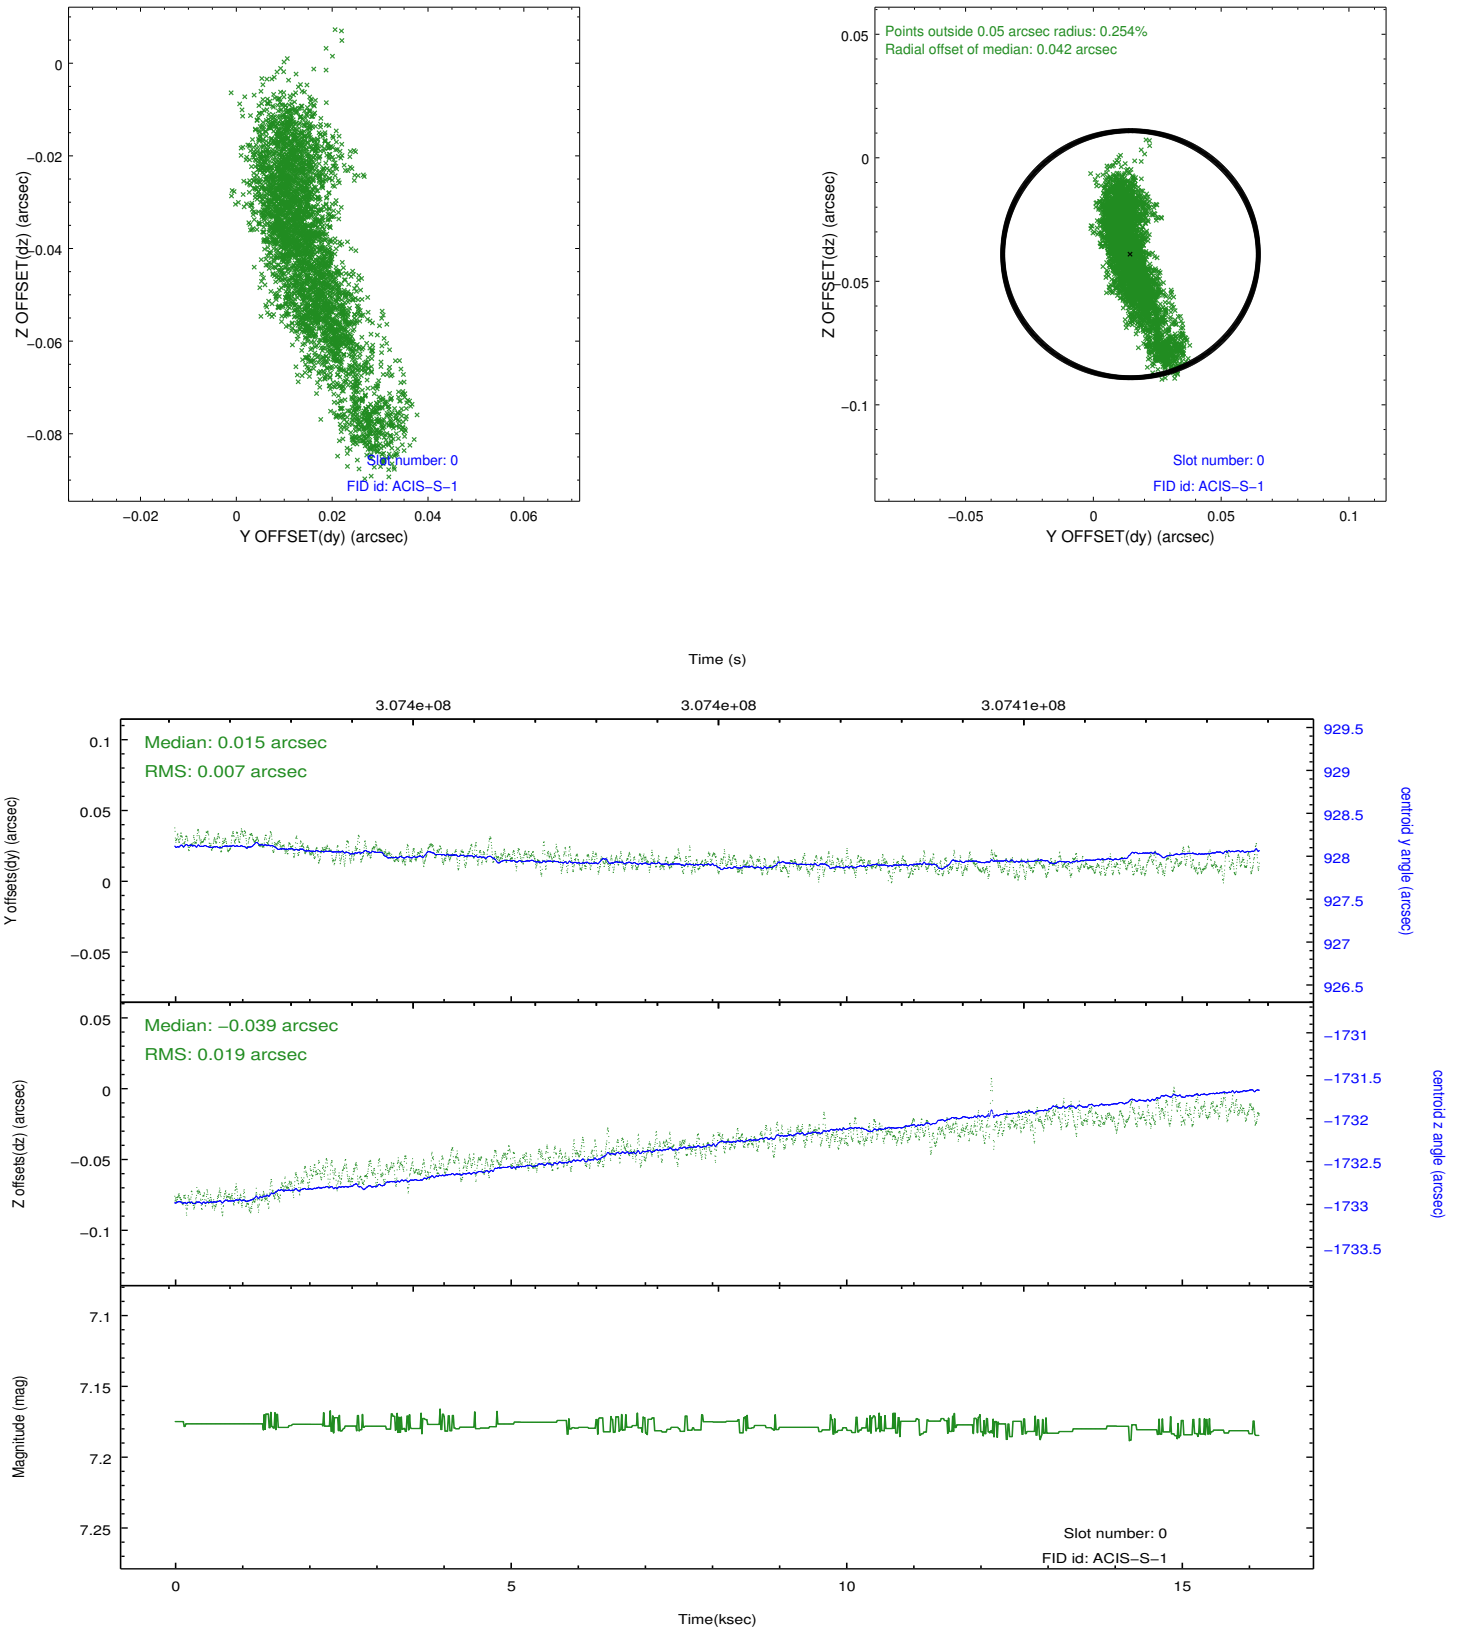 0
−0.02
−0.04
−0.06
−0.08
Z OFFSET(dz) (arcsec)
Slot number: 0
FID id: ACIS−S−1
−0.02
0
0.02
0.04
0.06
Y OFFSET(dy) (arcsec)
Points outside 0.05 arcsec radius: 0.254%
Radial offset of median: 0.042 arcsec
0.05
0
−0.05
−0.1
Z OFFSET(dz) (arcsec)
Slot number: 0
FID id: ACIS−S−1
−0.05
0
0.05
0.1
Y OFFSET(dy) (arcsec)
Time (s)
3.074e+08
3.074e+08
3.0741e+08
Median: 0.015 arcsec
RMS: 0.007 arcsec
0.1
0.05
0
−0.05
Y offsets(dy) (arcsec)
929.5
929
928.5
928
927.5
927
926.5
centroid y angle (arcsec)
Median: −0.039 arcsec
RMS: 0.019 arcsec
0.05
0
−0.05
−0.1
Z offsets(dz) (arcsec)
−1731
−1731.5
−1732
−1732.5
−1733
−1733.5
centroid z angle (arcsec)
7.1
7.15
7.2
7.25
Magnitude (mag)
Slot number: 0
FID id: ACIS−S−1
0
5
10
15
Time(ksec)